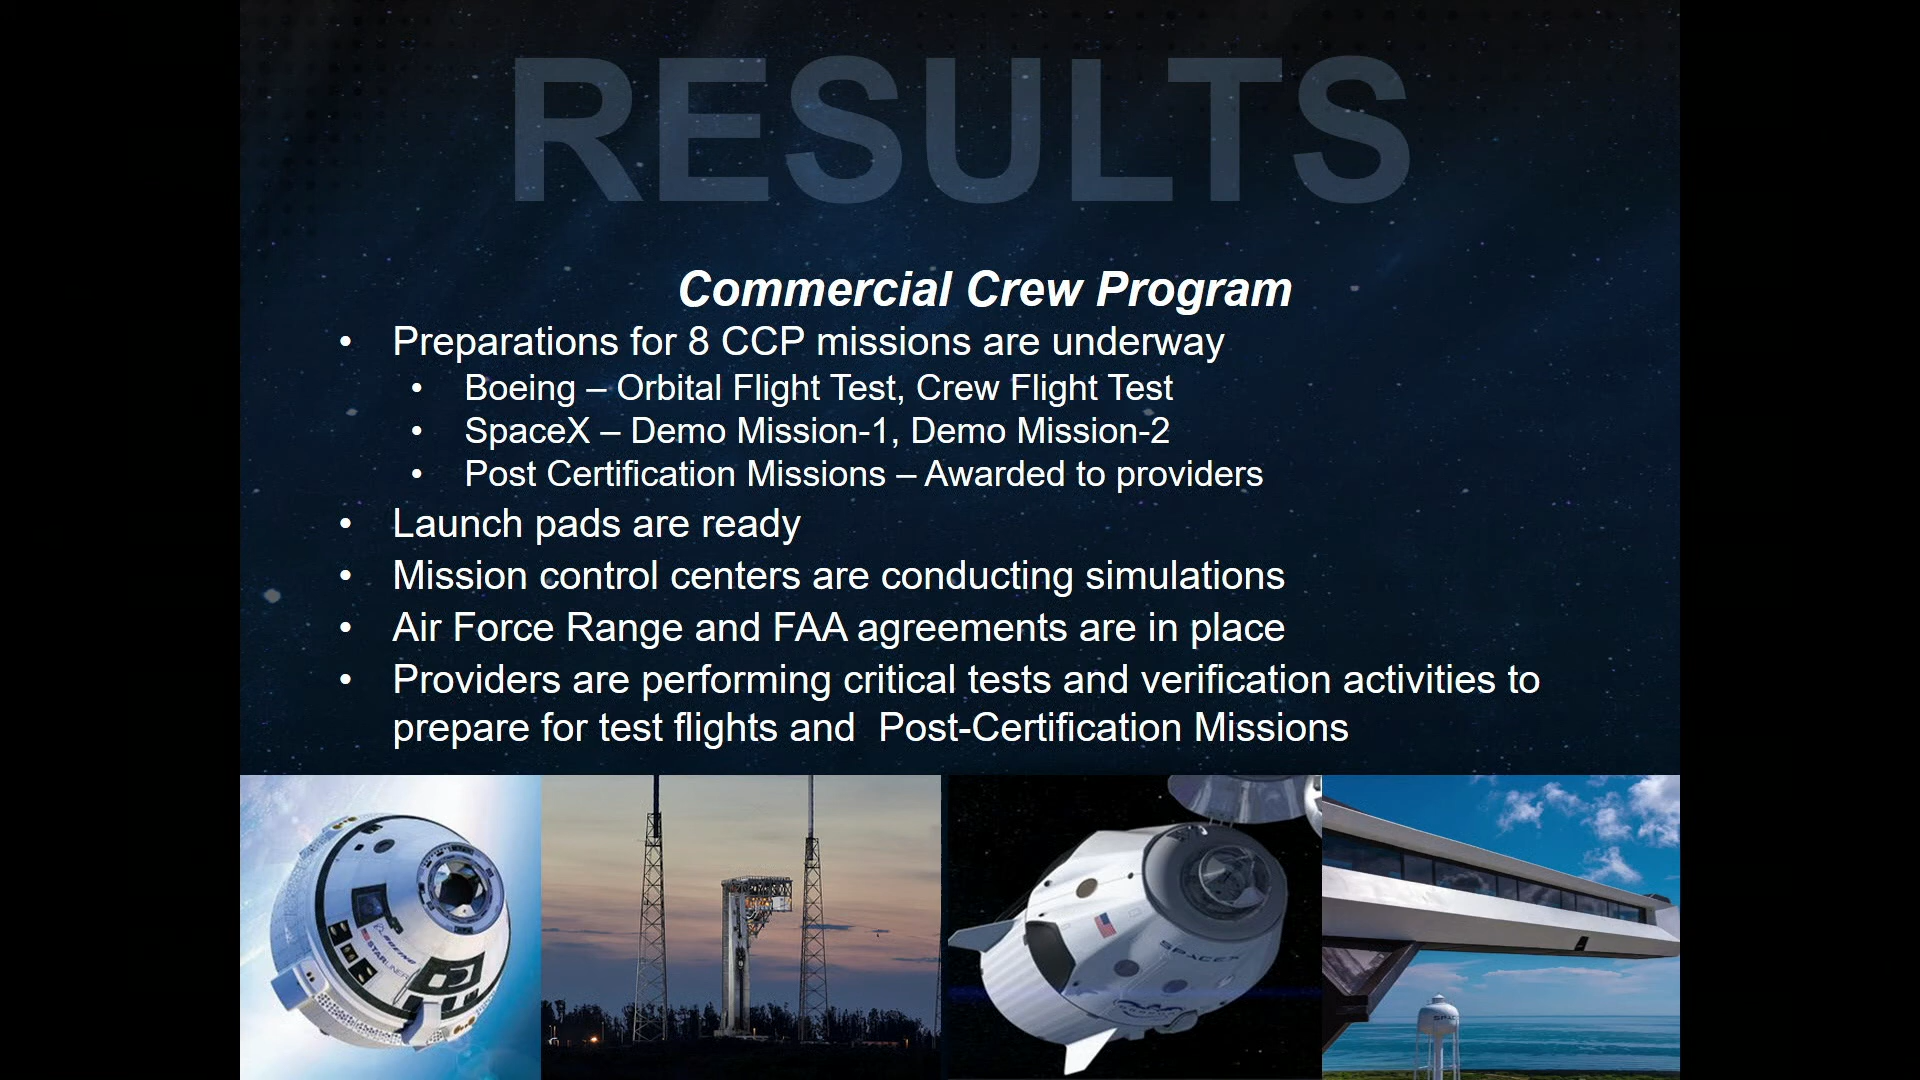 RESULTS
Commercial Crew Program
• Preparations for 8 CCP missions are underway
• Boeing – Orbital Flight Test, Crew Flight Test
• SpaceX – Demo Mission-1, Demo Mission-2
• Post Certification Missions – Awarded to providers
• Launch pads are ready
• Mission control centers are conducting simulations
• Air Force Range and FAA agreements are in place
• Providers are performing critical tests and verification activities to
prepare for test flights and  Post-Certification Missions
BOEING
STARLINER
SPACEX